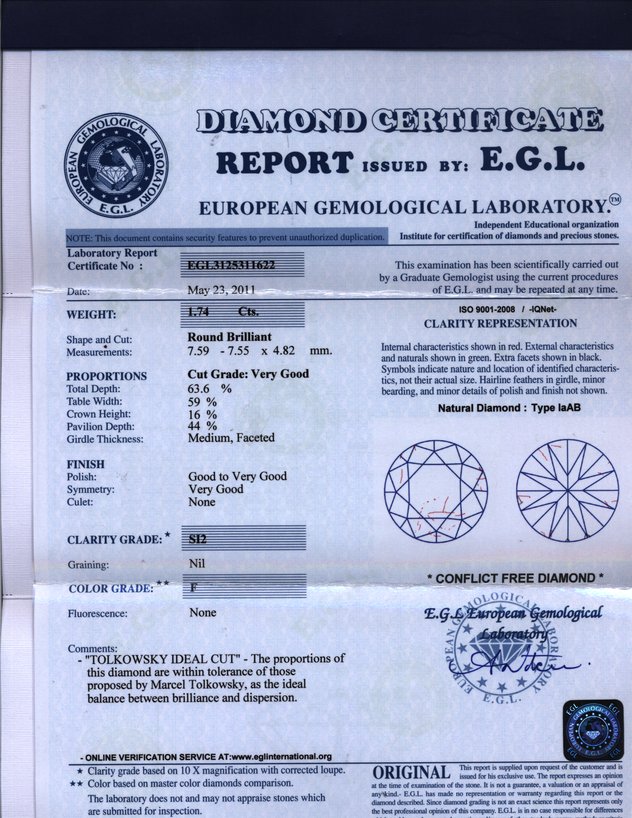 DIAMOND CERTIFICATE
REPORT ISSUED BY: E.G.L.
EUROPEAN GEMOLOGICAL LABORATORY.™
EUROPEAN GEMOLOGICAL LABORATORY
E.G.L.
Independent Educational organization
Institute for certification of diamonds and precious stones.
NOTE: This document contains security features to prevent unauthorized duplication.
Laboratory Report
Certificate No : EGL3125311622
Date: May 23, 2011
WEIGHT: 1.74 Cts.
Shape and Cut: Round Brilliant
Measurements: 7.59 - 7.55 x 4.82 mm.
PROPORTIONS Cut Grade: Very Good
Total Depth: 63.6 %
Table Width: 59 %
Crown Height: 16 %
Pavilion Depth: 44 %
Girdle Thickness: Medium, Faceted
FINISH
Polish: Good to Very Good
Symmetry: Very Good
Culet: None
CLARITY GRADE: ★ SI2
Graining: Nil
COLOR GRADE: ★★ F
Fluorescence: None
Comments:
- "TOLKOWSKY IDEAL CUT" - The proportions of
this diamond are within tolerance of those
proposed by Marcel Tolkowsky, as the ideal
balance between brilliance and dispersion.
- ONLINE VERIFICATION SERVICE AT:www.eglinternational.org
★ Clarity grade based on 10 X magnification with corrected loupe.
★★ Color based on master color diamonds comparison.
The laboratory does not and may not appraise stones which
are submitted for inspection.
This examination has been scientifically carried out
by a Graduate Gemologist using the current procedures
of E.G.L. and may be repeated at any time.
ISO 9001-2008 / -IQNet-
CLARITY REPRESENTATION
Internal characteristics shown in red. External characteristics
and naturals shown in green. Extra facets shown in black.
Symbols indicate nature and location of identified characteris-
tics, not their actual size. Hairline feathers in girdle, minor
bearding, and minor details of polish and finish not shown.
Natural Diamond : Type IaAB
* CONFLICT FREE DIAMOND *
E.G.L European Gemological
Laboratory
EUROPEAN GEMOLOGICAL LABORATORY
E.G.L.
ORIGINAL This report is supplied upon request of the customer and is
issued for his exclusive use. The report expresses an opinion
at the time of examination of the stone. It is not a guarantee, a valuation or an appraisal of
any kind.- E.G.L. has made no representation or warranty regarding this report or the
diamond described. Since diamond grading is not an exact science this report represents only
the best professional opinion of this company. E.G.L. is in no case responsible for differences